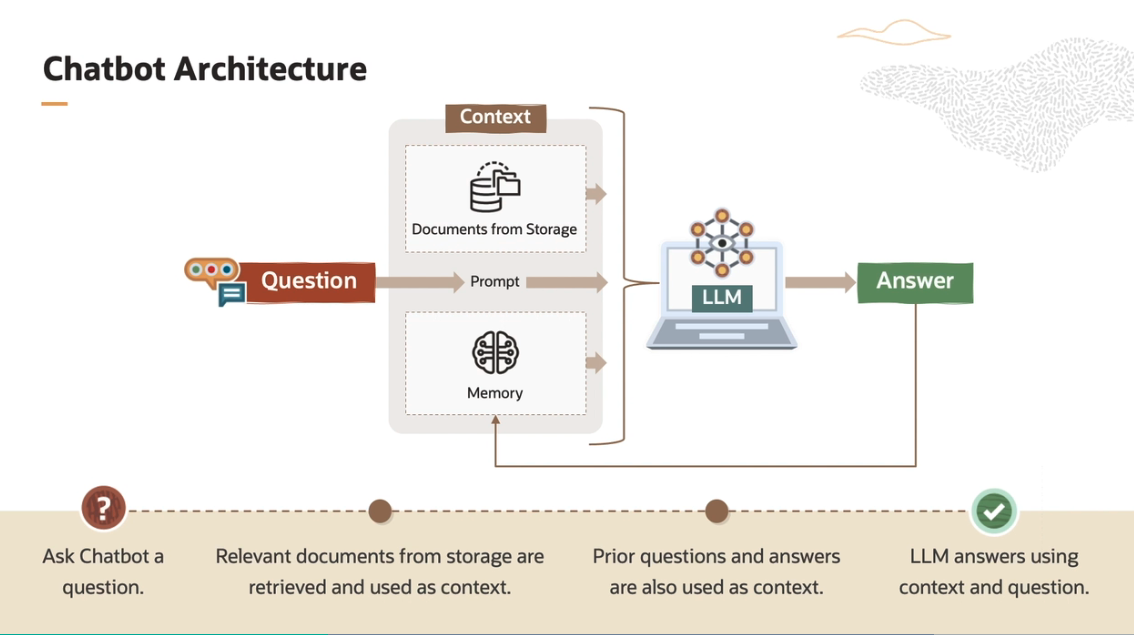 Chatbot Architecture
Context
Documents from Storage
Question
Prompt
LLM
Answer
Memory
?
Ask Chatbot a
question.
Relevant documents from storage are
retrieved and used as context.
Prior questions and answers
are also used as context.
LLM answers using
context and question.